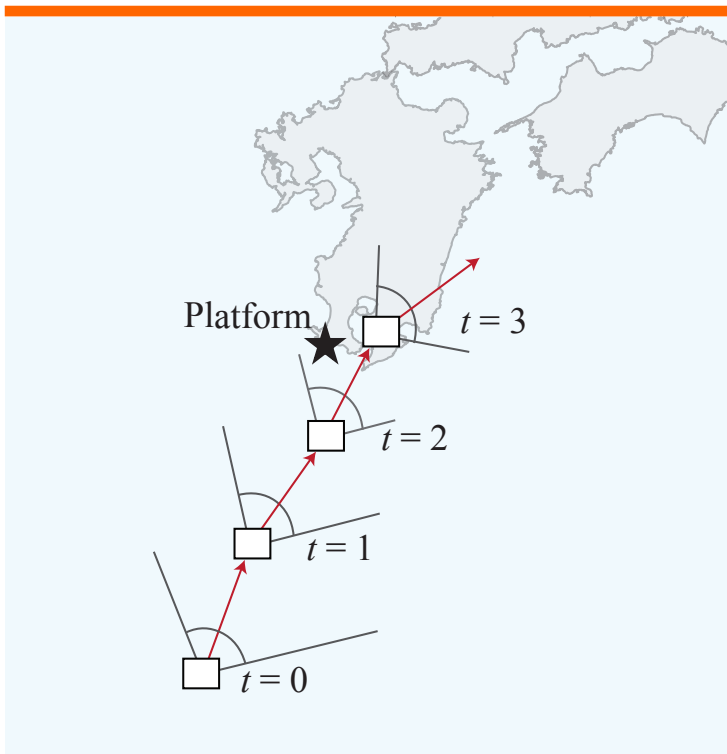 Platform
t = 3
t = 2
t = 1
t = 0